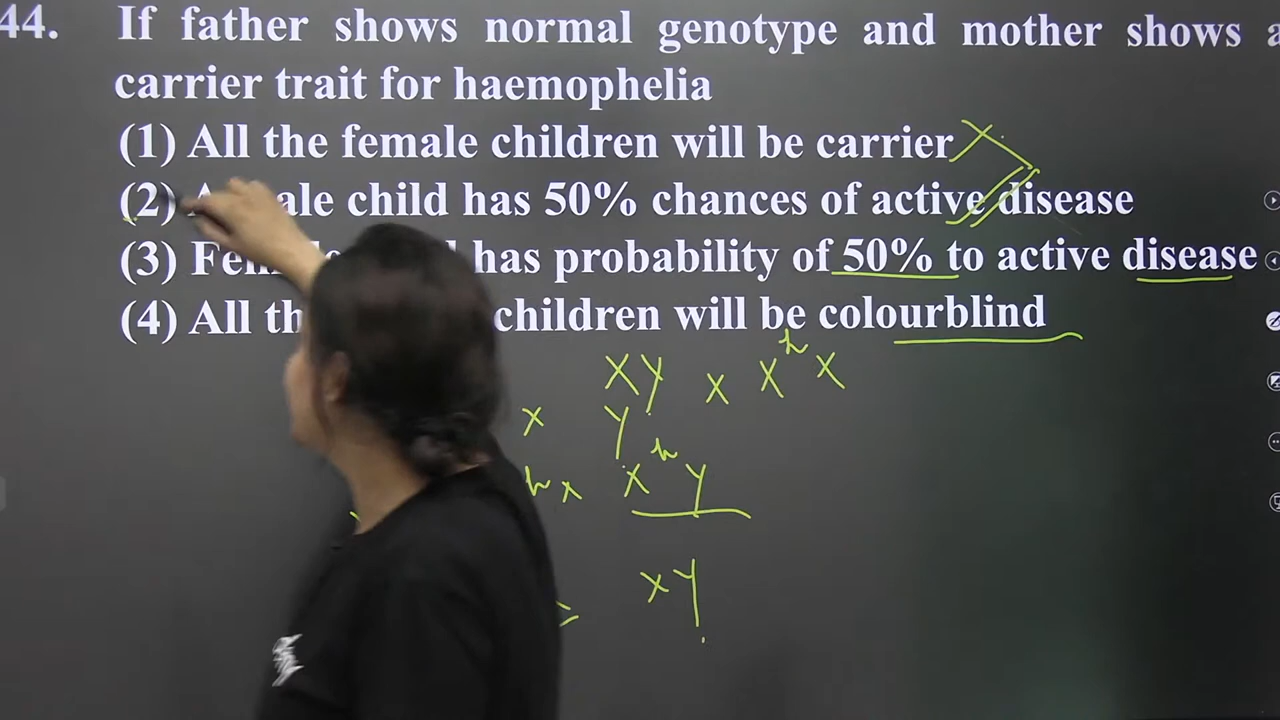 44. If father shows normal genotype and mother shows a
carrier trait for haemophelia
(1) All the female children will be carrier
(2) child has 50% chances of active disease
(3) has probability of 50% to active disease
(4) All children will be colourblind
XY x XʰX
x Y
h x XʰY
XY